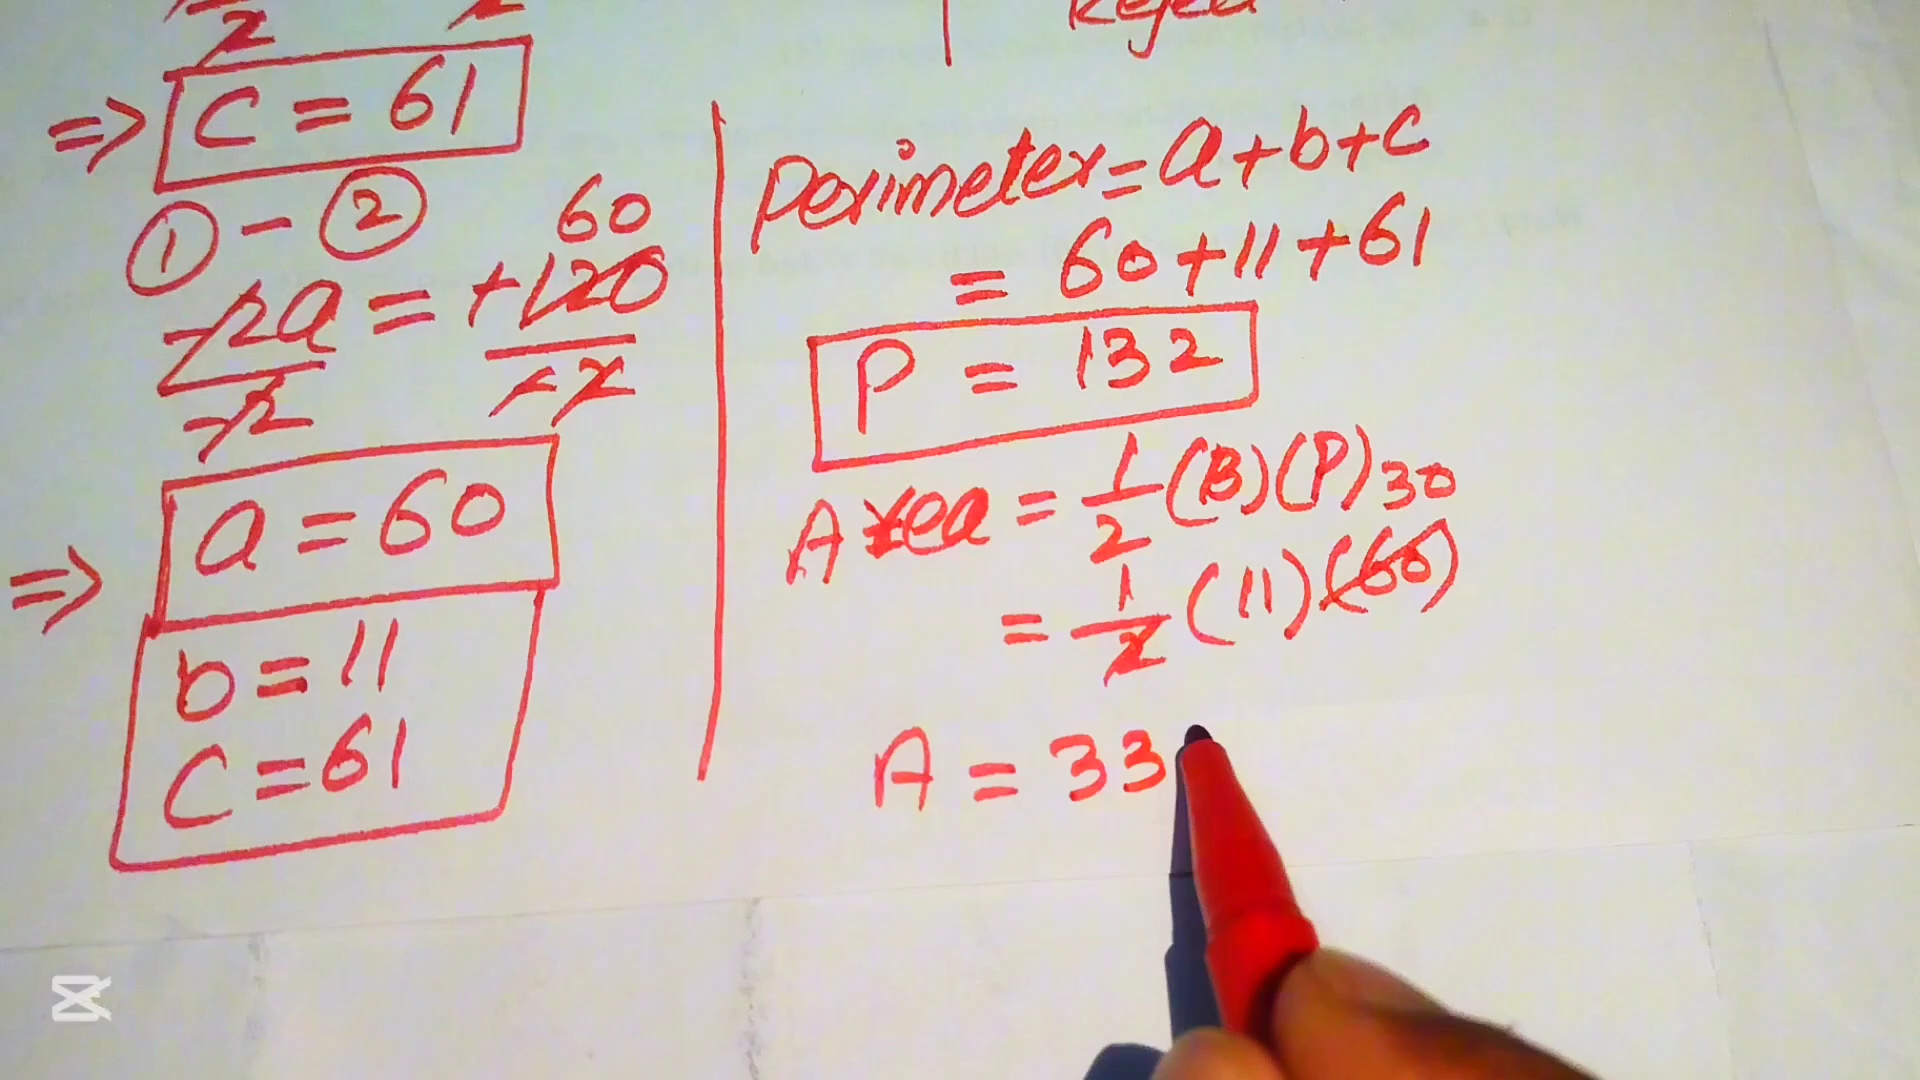 Reject
=> C = 61
① - ②
60
-2a = +120
-2 -2
=> a = 60
b = 11
C = 61
Perimeter = a+b+c
= 60+11+61
P = 132
Area = 1/2 (B)(P)
30
= 1/2 (11)(60)
A = 33